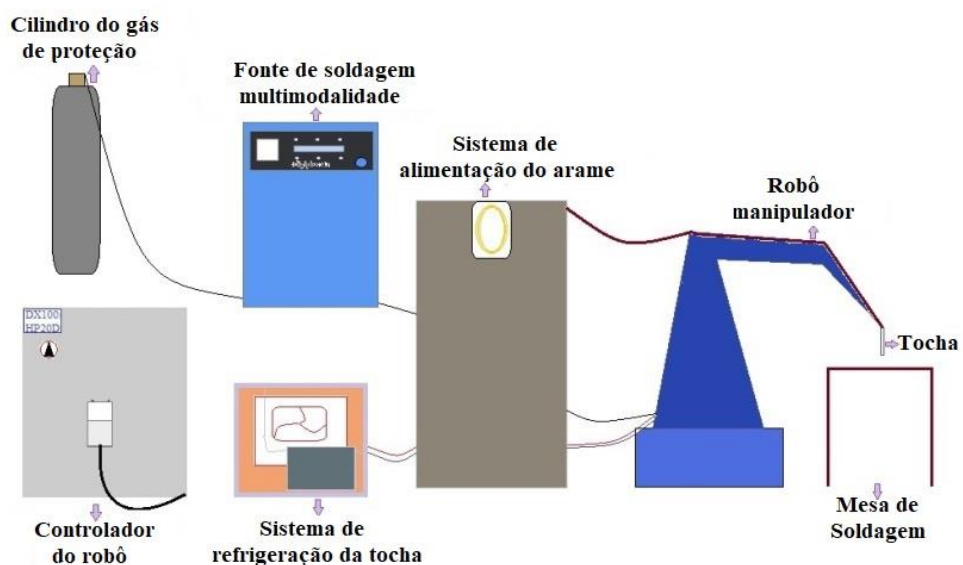 Cilindro do gás
de proteção
Fonte de soldagem
multimodalidade
Sistema de
alimentação do arame
Robô
manipulador
Tocha
DX100
HP20D
Controlador
do robô
Sistema de
refrigeração da tocha
Mesa de
Soldagem